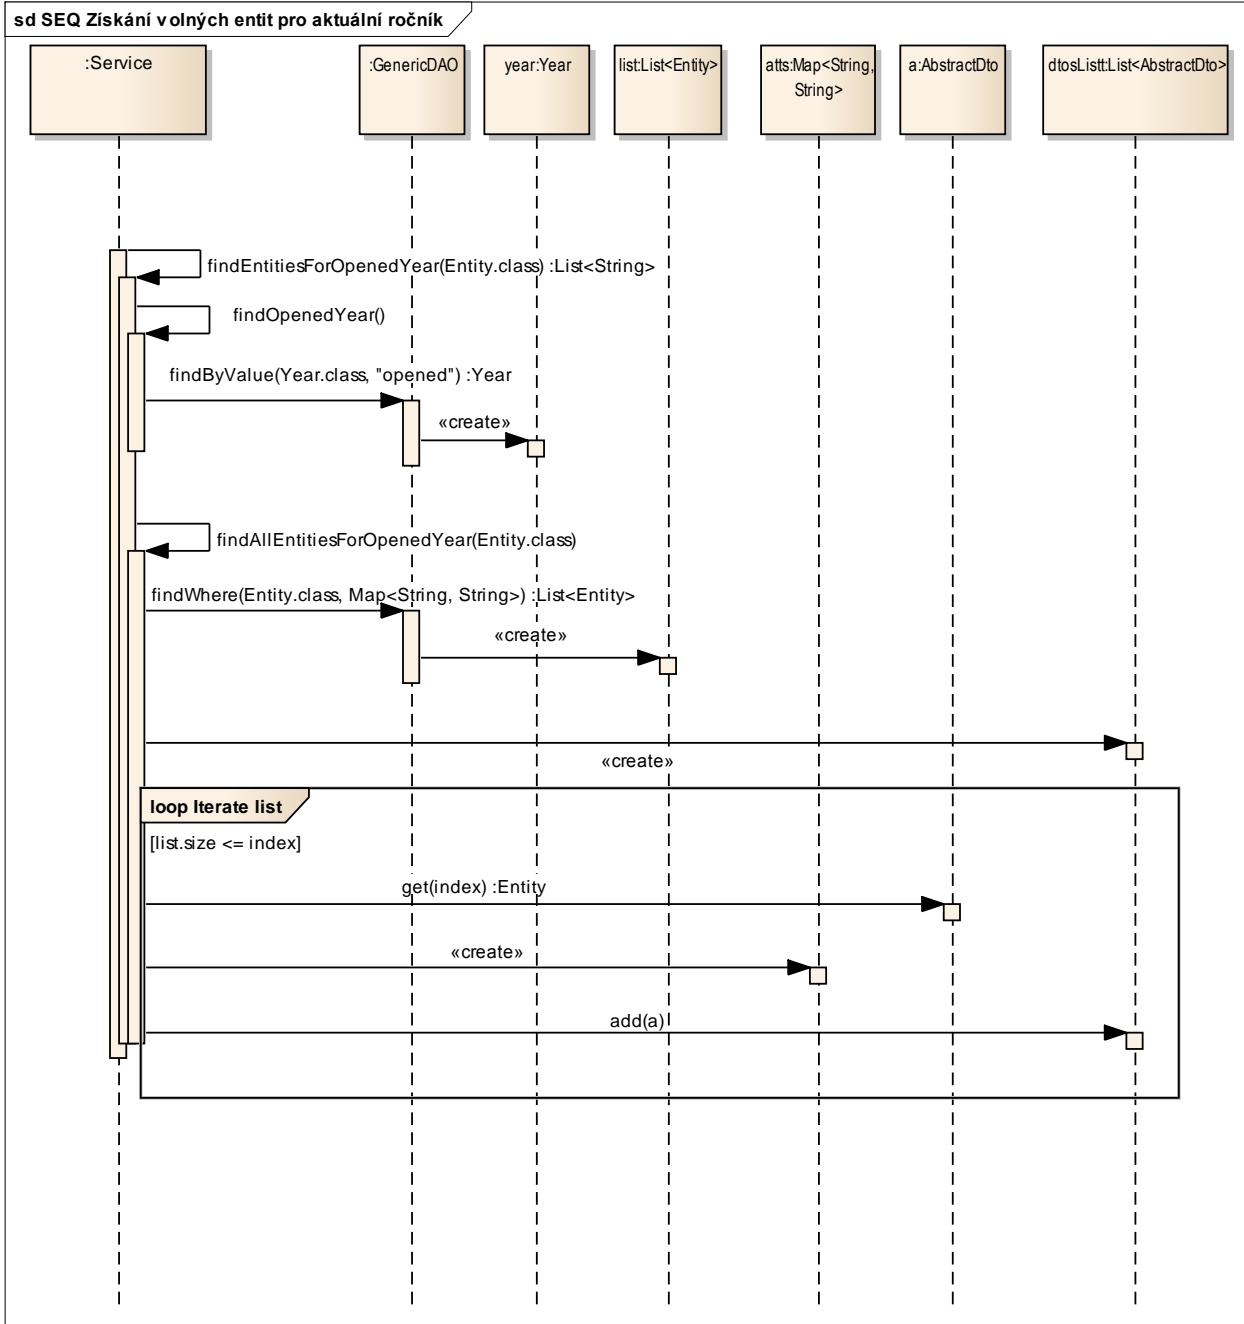 sd SEQ Získání volných entit pro aktuální ročník
:Service
:GenericDAO
year:Year
list:List<Entity>
atts:Map<String,
String>
a:AbstractDto
dtosListt:List<AbstractDto>
findEntitiesForOpenedYear(Entity.class) :List<String>
findOpenedYear()
findByValue(Year.class, "opened") :Year
«create»
findAllEntitiesForOpenedYear(Entity.class)
findWhere(Entity.class, Map<String, String>) :List<Entity>
«create»
«create»
loop Iterate list
[list.size <= index]
get(index) :Entity
«create»
add(a)